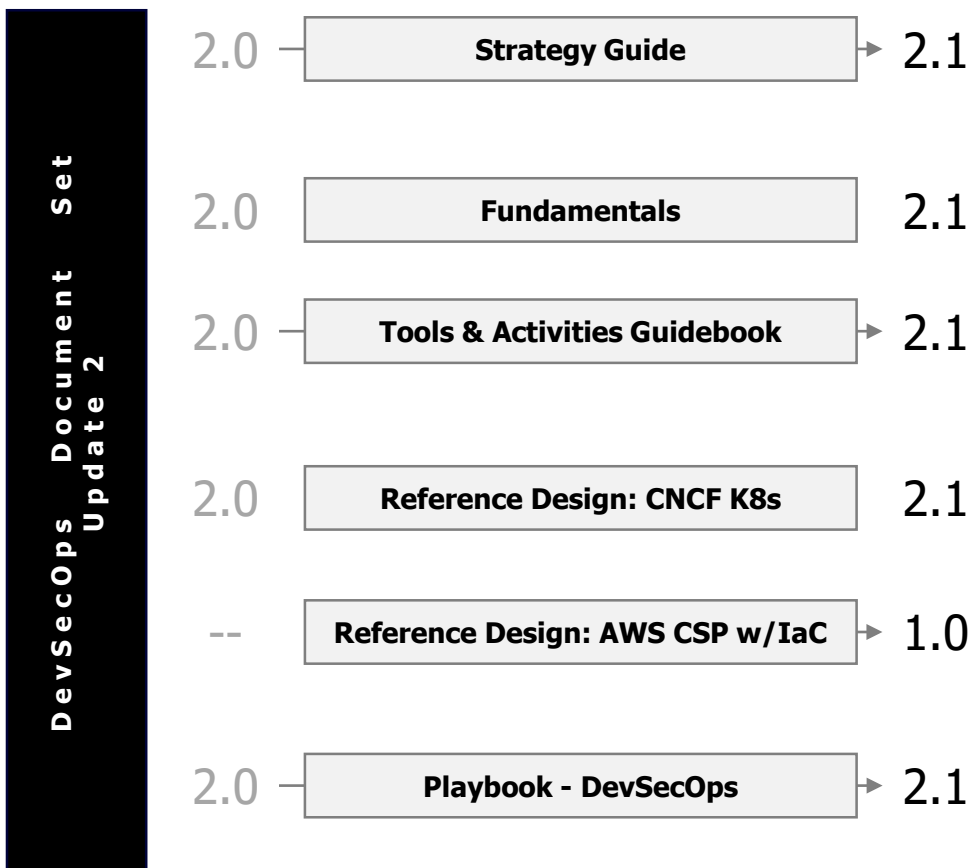 DevSecOps Document Set
Update 2
2.0 Strategy Guide 2.1
2.0 Fundamentals 2.1
2.0 Tools & Activities Guidebook 2.1
2.0 Reference Design: CNCF K8s 2.1
-- Reference Design: AWS CSP w/IaC 1.0
2.0 Playbook - DevSecOps 2.1